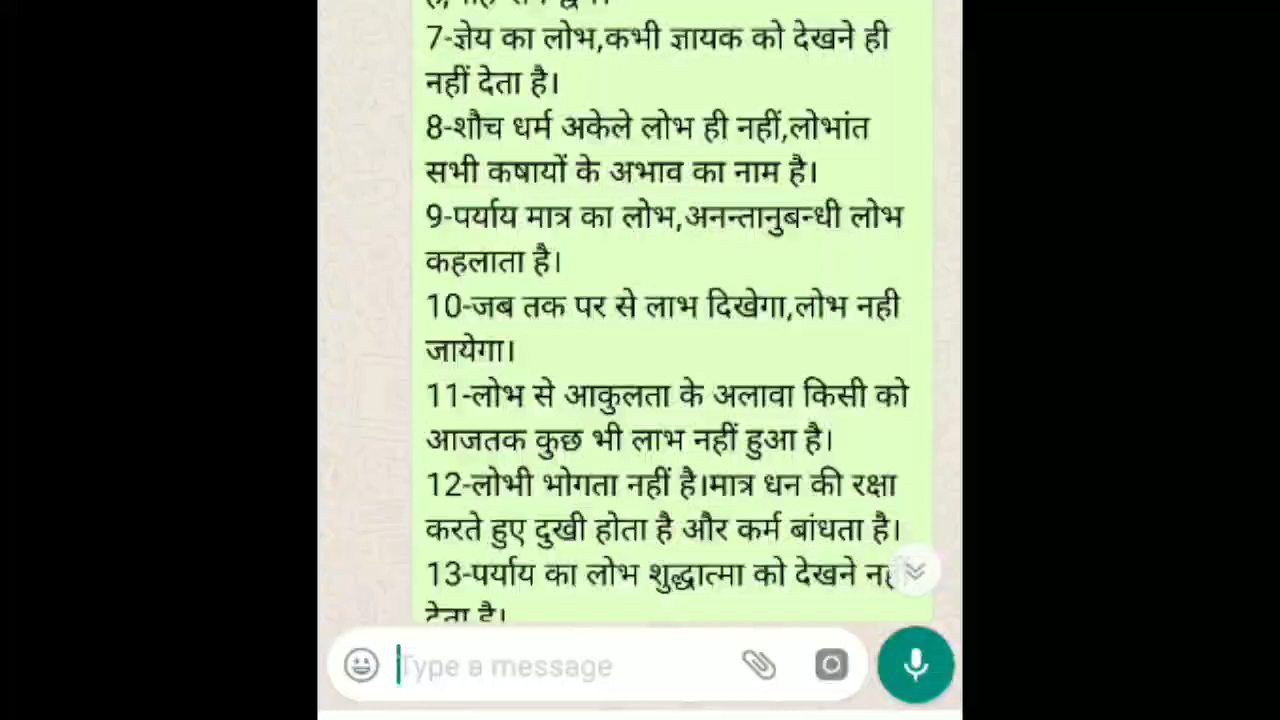 7-ज्ञेय का लोभ,कभी ज्ञायक को देखने ही
नहीं देता है।
8-शौच धर्म अकेले लोभ ही नहीं,लोभांत
सभी कषायों के अभाव का नाम है।
9-पर्याय मात्र का लोभ,अनन्तानुबन्धी लोभ
कहलाता है।
10-जब तक पर से लाभ दिखेगा,लोभ नही
जायेगा।
11-लोभ से आकुलता के अलावा किसी को
आजतक कुछ भी लाभ नहीं हुआ है।
12-लोभी भोगता नहीं है।मात्र धन की रक्षा
करते हुए दुखी होता है और कर्म बांधता है।
13-पर्याय का लोभ शुद्धात्मा को देखने नहीं
देता है।
Type a message